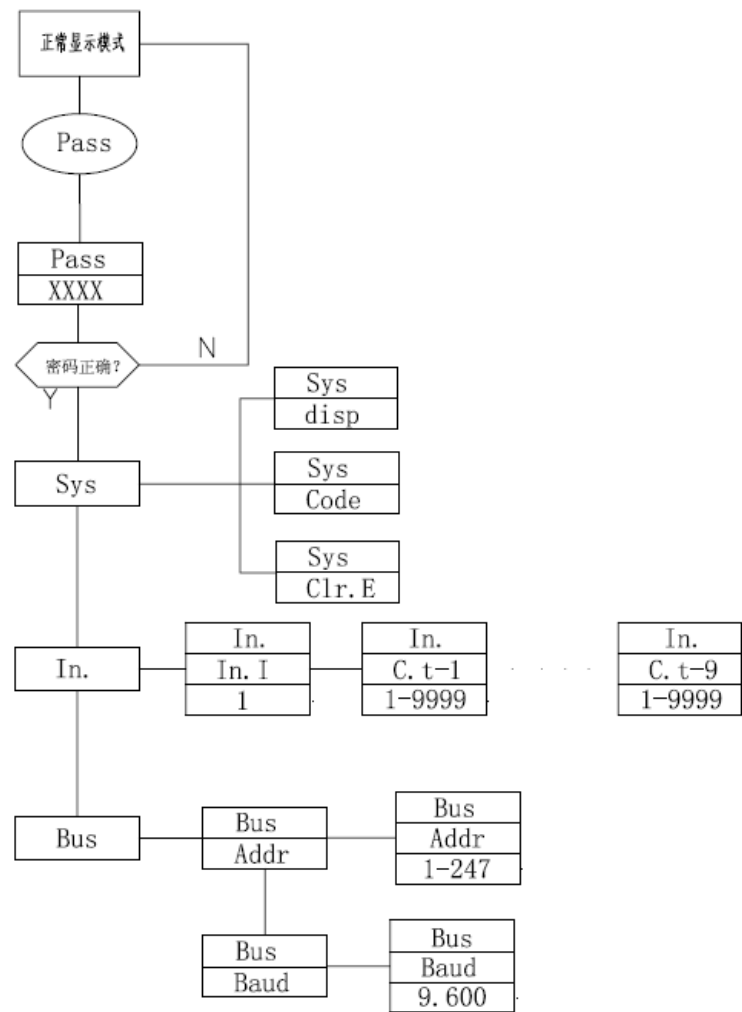 正常显示模式
Pass
Pass
XXXX
密码正确?
N
Y
Sys
disp
Sys
Sys
Code
Sys
Clr.E
In.
In.
In.I
1
In.
C.t-1
1-9999
In.
C.t-9
1-9999
Bus
Bus
Addr
Bus
Addr
1-247
Bus
Baud
Bus
Baud
9.600